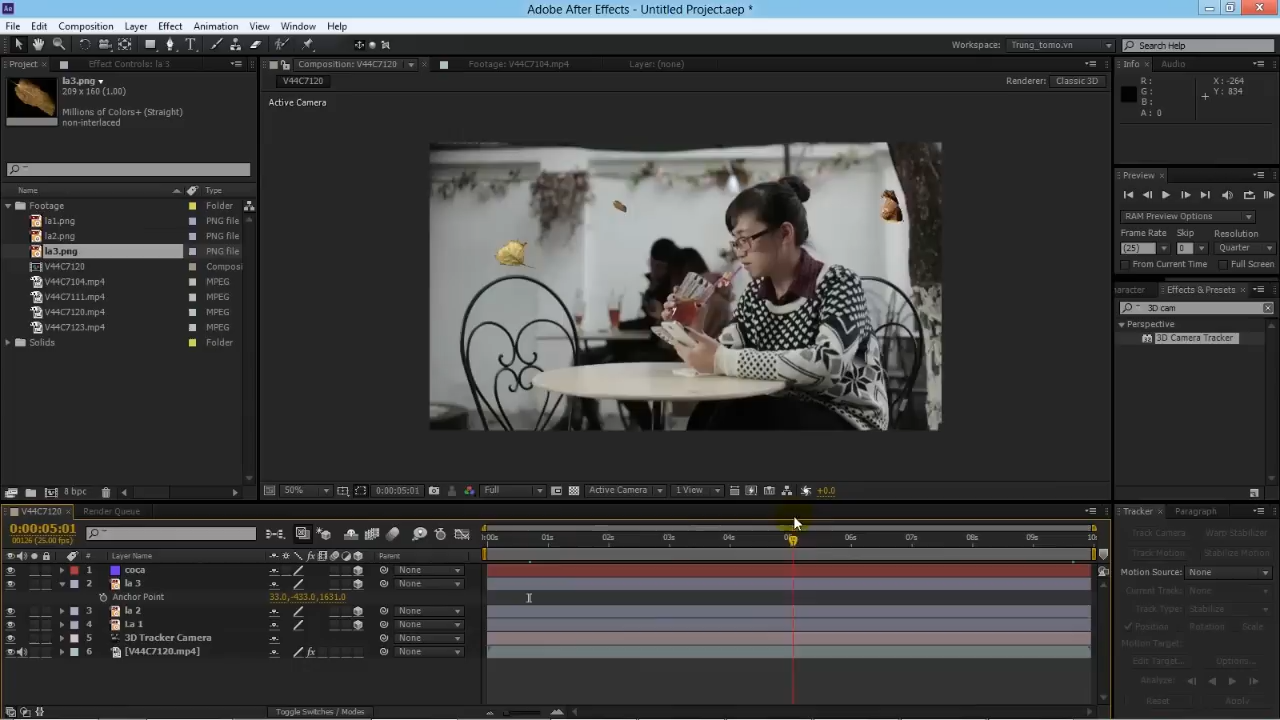 Adobe After Effects - Untitled Project.aep *
File Edit Composition Layer Effect Animation View Window Help
Workspace: Trung_tomo.vn Search Help
Project Effect Controls: la 3
Composition: V44C7120 Footage: V44C7104.mp4 Layer: (none)
Info Audio
la3.png
209 x 160 (1.00)
Millions of Colors+ (Straight)
non-interlaced
V44C7120
Renderer: Classic 3D
Active Camera
R :
G :
B :
A : 0
X : -264
Y : 834
Name Type
Footage Folder
la1.png PNG file
la2.png PNG file
la3.png PNG file
V44C7120 Composi
V44C7104.mp4 MPEG
V44C7111.mp4 MPEG
V44C7120.mp4 MPEG
V44C7123.mp4 MPEG
Solids Folder
8 bpc
50% 0:00:05:01 Full Active Camera 1 View +0.0
Preview
RAM Preview Options
Frame Rate Skip Resolution
(25) 0 Quarter
From Current Time Full Screen
aracter Effects & Presets
3D cam
Perspective
3D Camera Tracker
V44C7120 Render Queue
0:00:05:01
00126 (25.00 fps)
:00s 01s 02s 03s 04s 06s 07s 08s 09s 10s
# Layer Name Parent
1 coca None
2 la 3 None
Anchor Point 33.0,-433.0,1631.0
3 la 2 None
4 La 1 None
5 3D Tracker Camera None
6 [V44C7120.mp4] None
Toggle Switches / Modes
Tracker Paragraph
Track Camera Warp Stabilizer
Track Motion Stabilize Motion
Motion Source: None
Current Track: None
Track Type: Stabilize
Position Rotation Scale
Motion Target:
Edit Target... Options...
Analyze:
Reset Apply